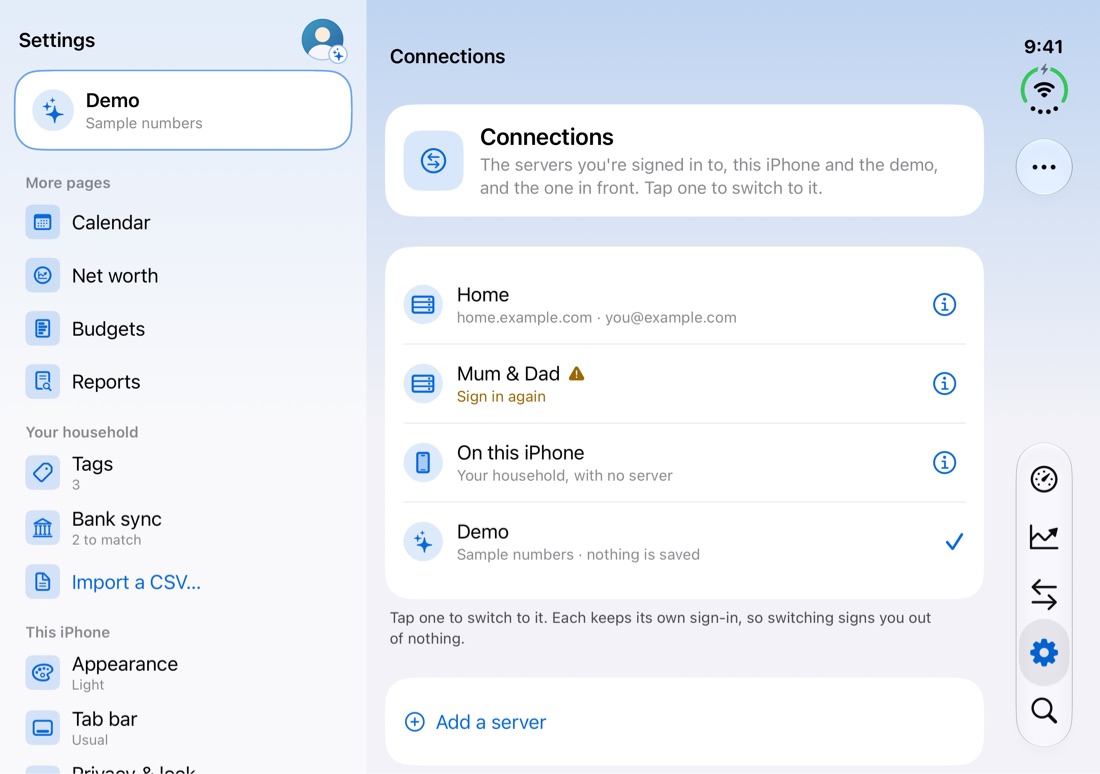 Settings
Demo
Sample numbers
More pages
Calendar
Net worth
Budgets
Reports
Your household
Tags
3
Bank sync
2 to match
Import a CSV...
This iPhone
Appearance
Light
Tab bar
Usual
Privacy & lock
Connections
Connections
The servers you're signed in to, this iPhone and the demo,
and the one in front. Tap one to switch to it.
Home
home.example.com · you@example.com
Mum & Dad
Sign in again
On this iPhone
Your household, with no server
Demo
Sample numbers · nothing is saved
Tap one to switch to it. Each keeps its own sign-in, so switching signs you out
of nothing.
Add a server
9:41